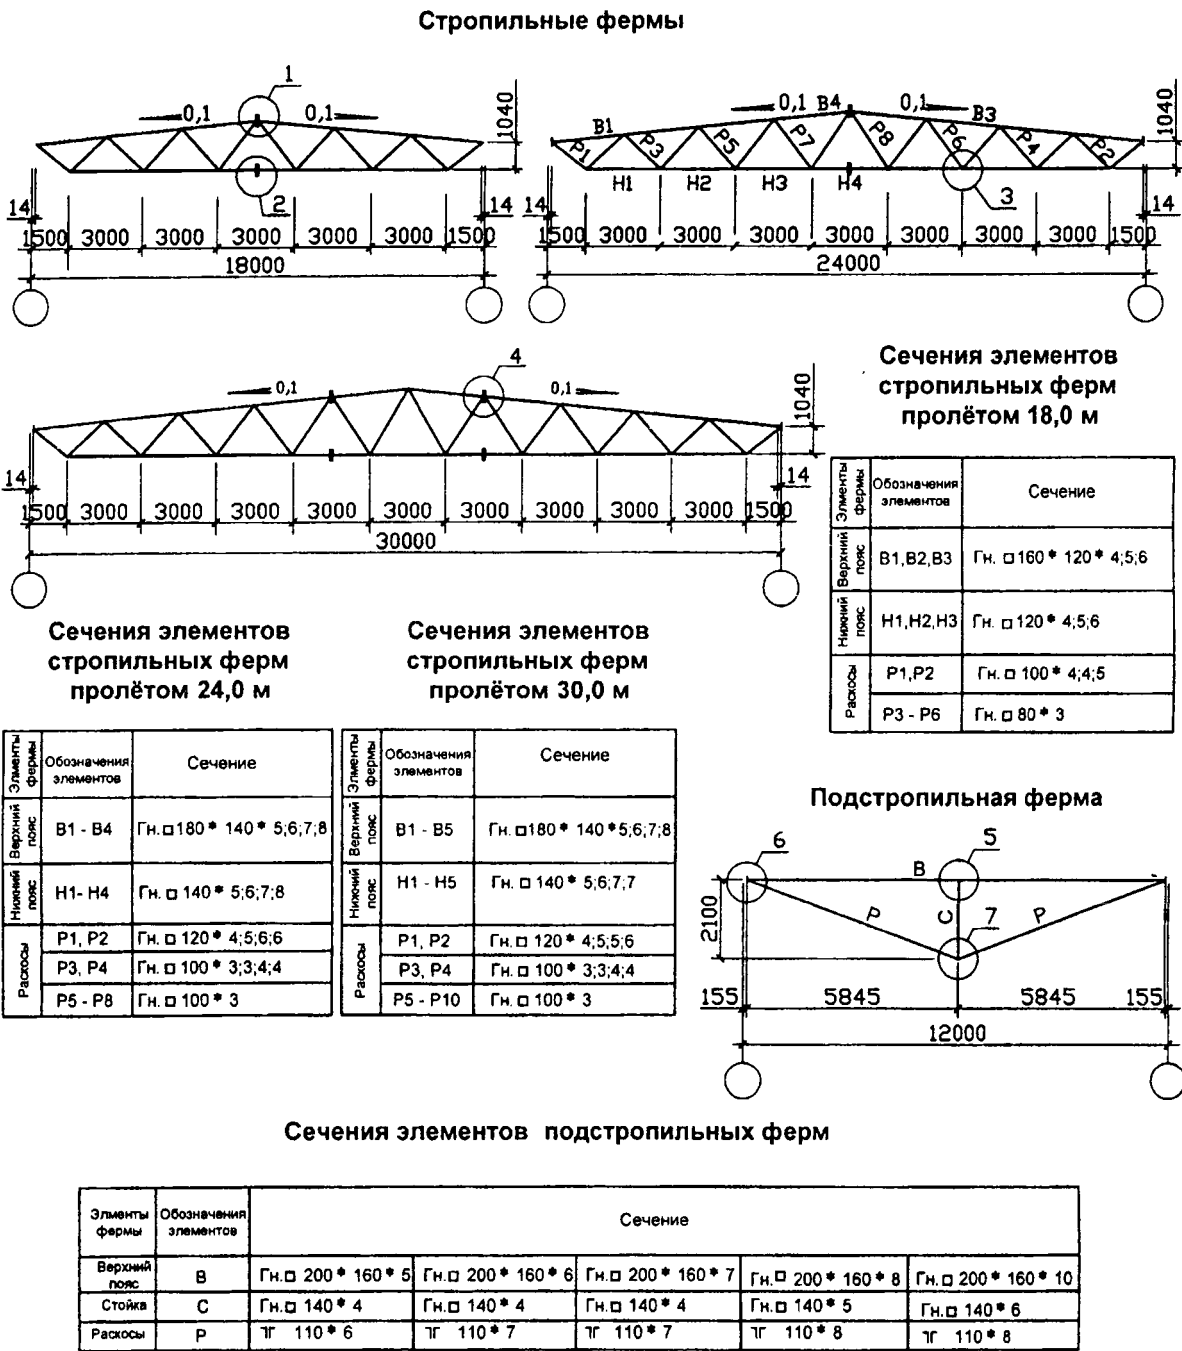 Стропильные фермы
1
0,1
0,1
1040
2
14
14
1500 3000 3000 3000 3000 3000 1500
18000
0,1 В4 0,1
В1
В3
1040
Р1 Р3 Р5 Р7 Р8 Р6 Р4 Р2
Н1 Н2 Н3 Н4
3
14
14
1500 3000 3000 3000 3000 3000 3000 3000 1500
24000
4
0,1
0,1
1040
14
14
1500 3000 3000 3000 3000 3000 3000 3000 3000 3000 1500
30000
Сечения элементов
стропильных ферм
пролётом 18,0 м
Элменты фермы Обозначения элементов Сечение
Верхний пояс В1,В2,В3 Гн. □ 160 * 120 * 4;5;6
Нижний пояс Н1,Н2,Н3 Гн. □ 120 * 4;5;6
Раскосы Р1,Р2 Гн. □ 100 * 4;4;5
Р3 - Р6 Гн. □ 80 * 3
Сечения элементов
стропильных ферм
пролётом 24,0 м
Элменты фермы Обозначения элементов Сечение
Верхний пояс В1 - В4 Гн. □ 180 * 140 * 5;6;7;8
Нижний пояс Н1- Н4 Гн. □ 140 * 5;6;7;8
Раскосы Р1, Р2 Гн. □ 120 * 4;5;6;6
Р3, Р4 Гн. □ 100 * 3;3;4;4
Р5 - Р8 Гн. □ 100 * 3
Сечения элементов
стропильных ферм
пролётом 30,0 м
Элменты фермы Обозначения элементов Сечение
Верхний пояс В1 - В5 Гн. □ 180 * 140 * 5;6;7;8
Нижний пояс Н1 - Н5 Гн. □ 140 * 5;6;7;7
Раскосы Р1, Р2 Гн. □ 120 * 4;5;5;6
Р3, Р4 Гн. □ 100 * 3;3;4;4
Р5 - Р10 Гн. □ 100 * 3
Подстропильная ферма
6 5
В
Р С 7 Р
2100
155 5845 5845 155
12000
Сечения элементов подстропильных ферм
Элменты фермы Обозначения элементов Сечение
Верхний пояс В Гн. □ 200 * 160 * 5 Гн. □ 200 * 160 * 6 Гн. □ 200 * 160 * 7 Гн. □ 200 * 160 * 8 Гн. □ 200 * 160 * 10
Стойка С Гн. □ 140 * 4 Гн. □ 140 * 4 Гн. □ 140 * 4 Гн. □ 140 * 5 Гн. □ 140 * 6
Раскосы Р ┓┏ 110 * 6 ┓┏ 110 * 7 ┓┏ 110 * 7 ┓┏ 110 * 8 ┓┏ 110 * 8